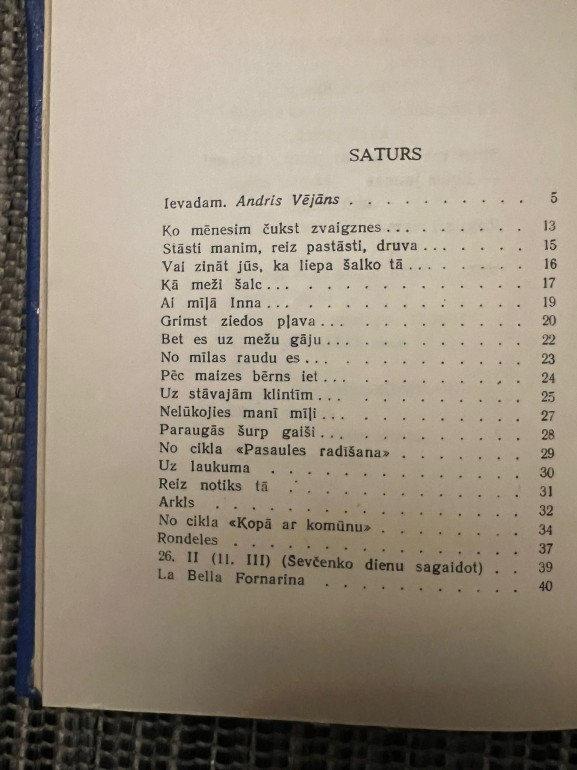 SATURS
Ievadam. Andris Vējāns . . . . . . . . . . 5
Ko mēnesim čukst zvaigznes . . . . . . . . . 13
Stāsti manim, reiz pastāsti, druva . . . . . . . . 15
Vai zināt jūs, ka liepa šalko tā . . . . . . . . 16
Kā meži šalc . . . . . . . . . . . . . 17
Ai mīļā Inna . . . . . . . . . . . . . 19
Grimst ziedos pļava . . . . . . . . . . . 20
Bet es uz mežu gāju . . . . . . . . . . . 22
No mīlas raudu es . . . . . . . . . . . . 23
Pēc maizes bērns iet . . . . . . . . . . . 24
Uz stāvajām klintīm . . . . . . . . . . . 25
Nelūkojies manī mīļi . . . . . . . . . . . 27
Paraugās šurp gaiši . . . . . . . . . . . 28
No cikla «Pasaules radīšana» . . . . . . . . 29
Uz laukuma . . . . . . . . . . . . 30
Reiz notiks tā . . . . . . . . . . . . 31
Arkls . . . . . . . . . . . . . . 32
No cikla «Kopā ar komūnu» . . . . . . . . 34
Rondeles . . . . . . . . . . . . . 37
26. II (11. III) (Ševčenko dienu sagaidot) . . 39
La Bella Fornarina . . . . . . . . . . 40